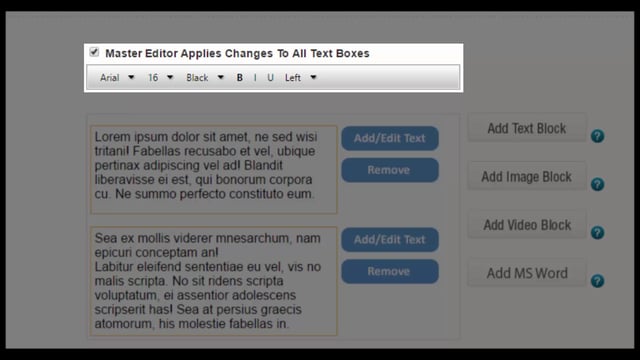 Master Editor Applies Changes To All Text Boxes
Arial 16 Black B I U Left
Lorem ipsum dolor sit amet, ne sed wisi
tritani! Fabellas recusabo et vel, ubique
pertinax adipiscing vel ad! Blandit
liberavisse ei est, qui bonorum corpora
cu. Ne summo perfecto constituto eum.
Add/Edit Text
Remove
Sea ex mollis viderer mnesarchum, nam
epicuri conceptam an!
Labitur eleifend sententiae eu vel, vis no
malis scripta. No sit ridens scripta
voluptatum, ei assentior adolescens
scripserit has! Sea at persius graecis
atomorum, his molestie fabellas in.
Add/Edit Text
Remove
Add Text Block ?
Add Image Block ?
Add Video Block ?
Add MS Word ?